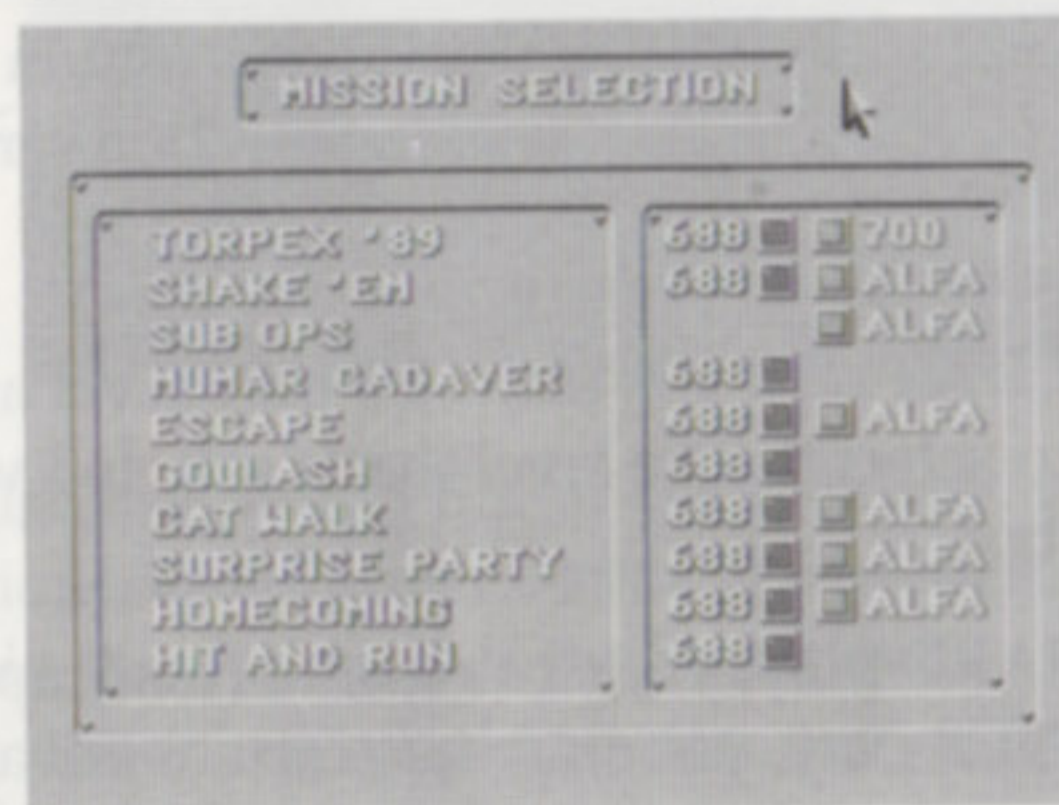 MISSION SELECTION
TORPEX '89 688 700
SHAKE 'EM 688 ALFA
SUB OPS ALFA
HUMAR CADAVER 688
ESCAPE 688 ALFA
GOULASH 688
CAT WALK 688 ALFA
SURPRISE PARTY 688 ALFA
HOMECOMING 688 ALFA
HIT AND RUN 688